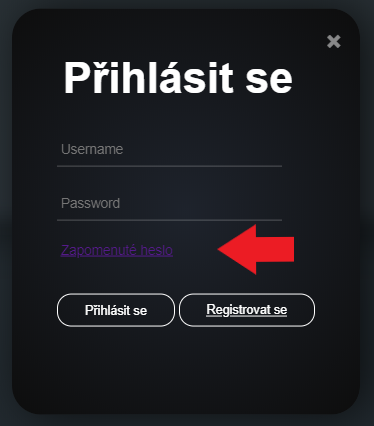 Přihlásit se
Username
Password
Zapomenuté heslo
Přihlásit se
Registrovat se